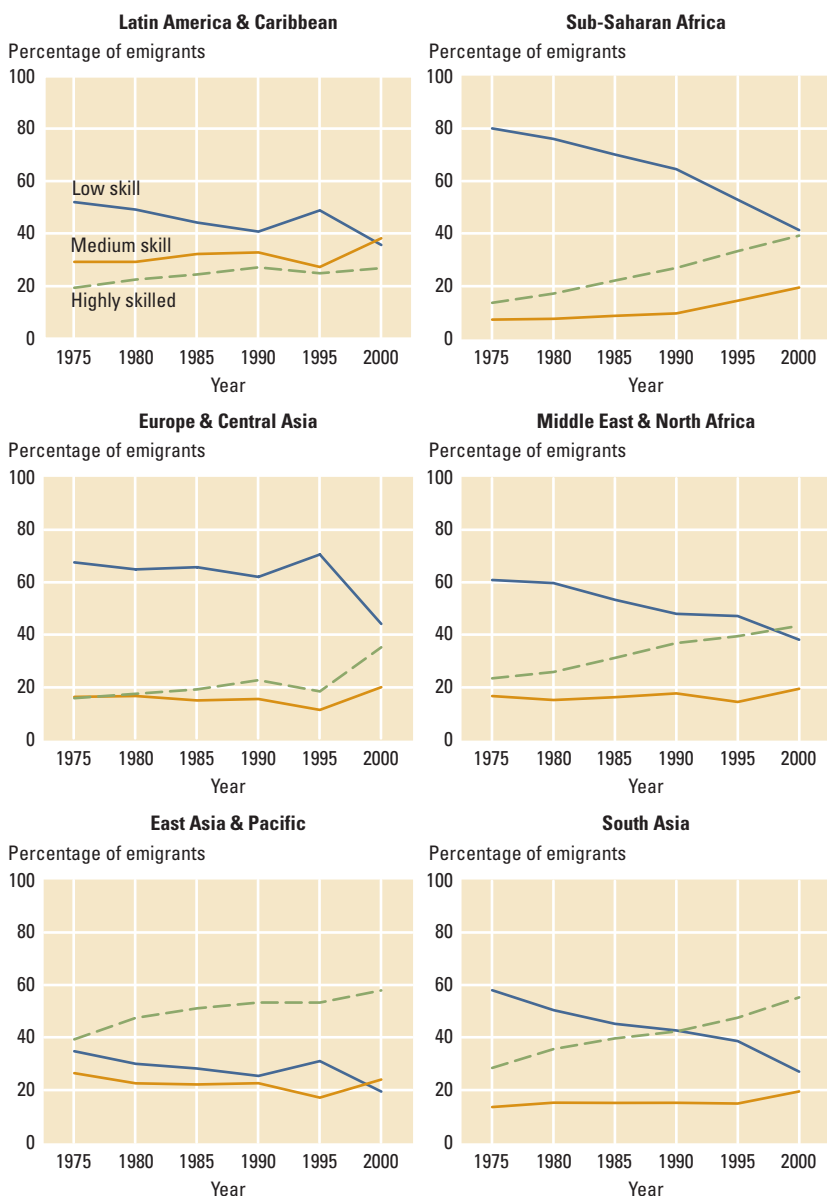 Latin America & Caribbean
Percentage of emigrants
100
80
60
40
20
0
Low skill
Medium skill
Highly skilled
1975 1980 1985 1990 1995 2000
Year
Sub-Saharan Africa
Percentage of emigrants
100
80
60
40
20
0
1975 1980 1985 1990 1995 2000
Year
Europe & Central Asia
Percentage of emigrants
100
80
60
40
20
0
1975 1980 1985 1990 1995 2000
Year
Middle East & North Africa
Percentage of emigrants
100
80
60
40
20
0
1975 1980 1985 1990 1995 2000
Year
East Asia & Pacific
Percentage of emigrants
100
80
60
40
20
0
1975 1980 1985 1990 1995 2000
Year
South Asia
Percentage of emigrants
100
80
60
40
20
0
1975 1980 1985 1990 1995 2000
Year